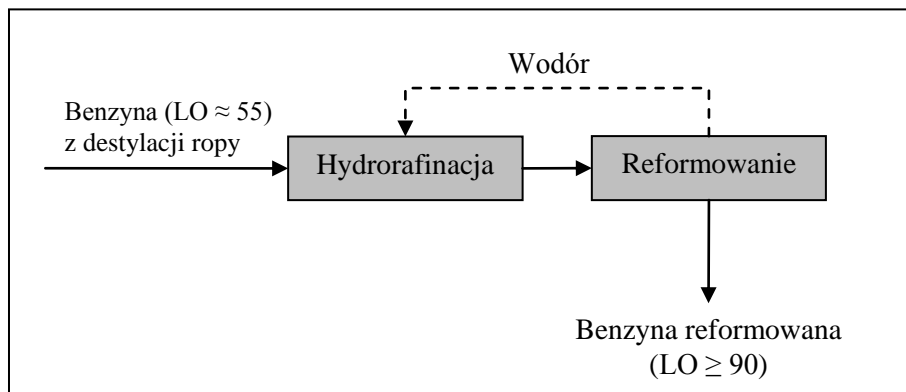 Wodór
Benzyna (LO ≈ 55)
z destylacji ropy
Hydrorafinacja
Reformowanie
Benzyna reformowana
(LO ≥ 90)